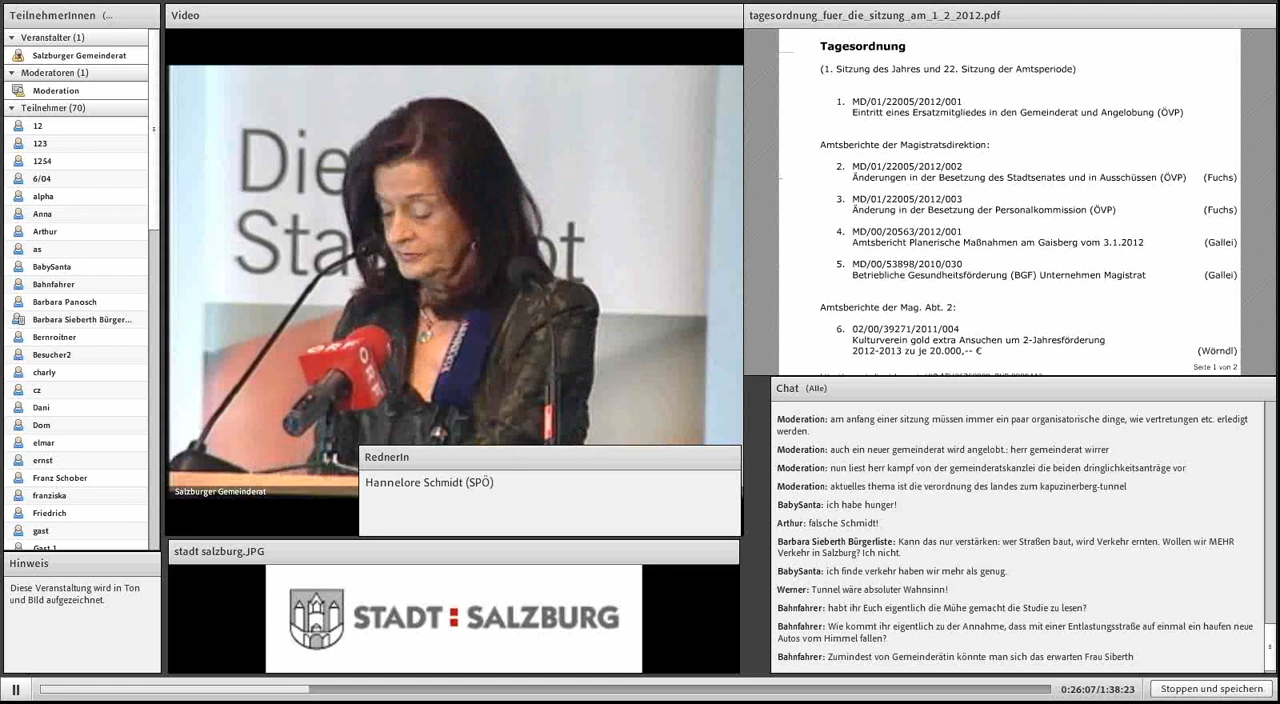 TeilnehmerInnen (...
Veranstalter (1)
Salzburger Gemeinderat
Moderatoren (1)
Moderation
Teilnehmer (70)
12
123
1254
6/04
alpha
Anna
Arthur
as
BabySanta
Bahnfahrer
Barbara Panosch
Barbara Sieberth Bürger...
Bernroitner
Besucher2
charly
cz
Dani
Dom
elmar
ernst
Franz Schober
franziska
Friedrich
gast
Gast 1
Hinweis
Diese Veranstaltung wird in Ton
und BIld aufgezeichnet.
Video
Die
Sta
ot
ORF
ORF
Salzburger Gemeinderat
RednerIn
Hannelore Schmidt (SPÖ)
stadt salzburg.JPG
STADT : SALZBURG
tagesordnung_fuer_die_sitzung_am_1_2_2012.pdf
Tagesordnung
(1. Sitzung des Jahres und 22. Sitzung der Amtsperiode)
1. MD/01/22005/2012/001
Eintritt eines Ersatzmitgliedes in den Gemeinderat und Angelobung (ÖVP)
Amtsberichte der Magistratsdirektion:
2. MD/01/22005/2012/002
Änderungen in der Besetzung des Stadtsenates und in Ausschüssen (ÖVP) (Fuchs)
3. MD/01/22005/2012/003
Änderung in der Besetzung der Personalkommission (ÖVP) (Fuchs)
4. MD/00/20563/2012/001
Amtsbericht Planerische Maßnahmen am Gaisberg vom 3.1.2012 (Gallei)
5. MD/00/53898/2010/030
Betriebliche Gesundheitsförderung (BGF) Unternehmen Magistrat (Gallei)
Amtsberichte der Mag. Abt. 2:
6. 02/00/39271/2011/004
Kulturverein gold extra Ansuchen um 2-Jahresförderung
2012-2013 zu je 20.000,-- € (Wörndl)
Seite 1 von 2
Chat (Alle)
Moderation: am anfang einer sitzung müssen immer ein paar organisatorische dinge, wie vertretungen etc. erledigt
werden.
Moderation: auch ein neuer gemeinderat wird angelobt.: herr gemeinderat wirrer
Moderation: nun liest herr kampf von der gemeinderatskanzlei die beiden dringlichkeitsanträge vor
Moderation: aktuelles thema ist die verordnung des landes zum kapuzinerberg-tunnel
BabySanta: ich habe hunger!
Arthur: falsche Schmidt!
Barbara Sieberth Bürgerliste: Kann das nur verstärken: wer Straßen baut, wird Verkehr ernten. Wollen wir MEHR
Verkehr in Salzburg? Ich nicht.
BabySanta: ich finde verkehr haben wir mehr als genug.
Werner: Tunnel wäre absoluter Wahnsinn!
Bahnfahrer: habt ihr Euch eigentlich die Mühe gemacht die Studie zu lesen?
Bahnfahrer: Wie kommt ihr eigentlich zu der Annahme, dass mit einer Entlastungsstraße auf einmal ein haufen neue
Autos vom Himmel fallen?
Bahnfahrer: Zumindest von Gemeinderätin könnte man sich das erwarten Frau Siberth
0:26:07/1:38:23
Stoppen und speichern